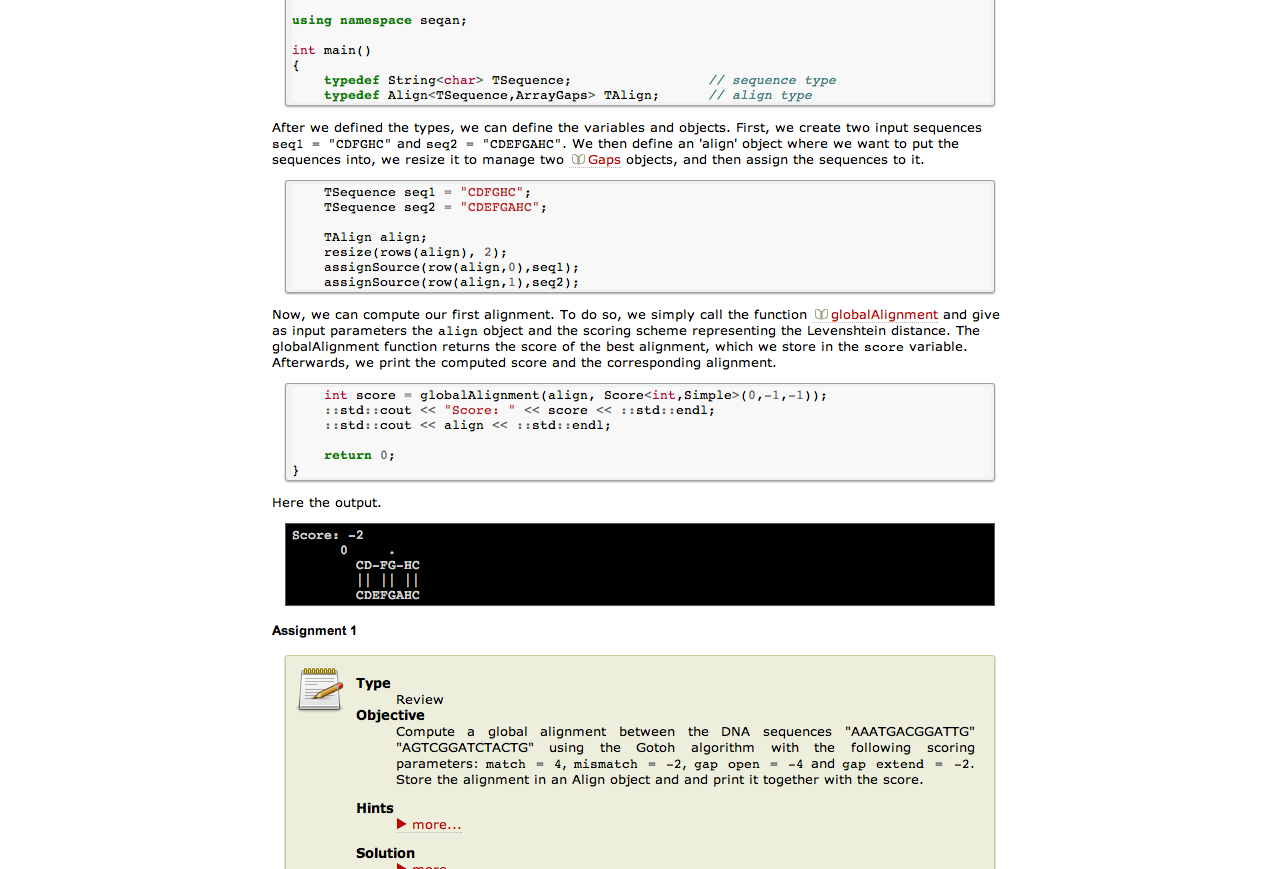 using namespace seqan;
int main()
{
    typedef String<char> TSequence;                 // sequence type
    typedef Align<TSequence,ArrayGaps> TAlign;      // align type
After we defined the types, we can define the variables and objects. First, we create two input sequences
seq1 = "CDFGHC" and seq2 = "CDEFGAHC". We then define an 'align' object where we want to put the
sequences into, we resize it to manage two Gaps objects, and then assign the sequences to it.
    TSequence seq1 = "CDFGHC";
    TSequence seq2 = "CDEFGAHC";
    TAlign align;
    resize(rows(align), 2);
    assignSource(row(align,0),seq1);
    assignSource(row(align,1),seq2);
Now, we can compute our first alignment. To do so, we simply call the function globalAlignment and give
as input parameters the align object and the scoring scheme representing the Levenshtein distance. The
globalAlignment function returns the score of the best alignment, which we store in the score variable.
Afterwards, we print the computed score and the corresponding alignment.
    int score = globalAlignment(align, Score<int,Simple>(0,-1,-1));
    ::std::cout << "Score: " << score << ::std::endl;
    ::std::cout << align << ::std::endl;
    return 0;
}
Here the output.
Score: -2
      0     .
        CD-FG-HC
        || || ||
        CDEFGAHC
Assignment 1
Type
Review
Objective
Compute a global alignment between the DNA sequences "AAATGACGGATTG"
"AGTCGGATCTACTG" using the Gotoh algorithm with the following scoring
parameters: match = 4, mismatch = -2, gap open = -4 and gap extend = -2.
Store the alignment in an Align object and and print it together with the score.
Hints
more...
Solution